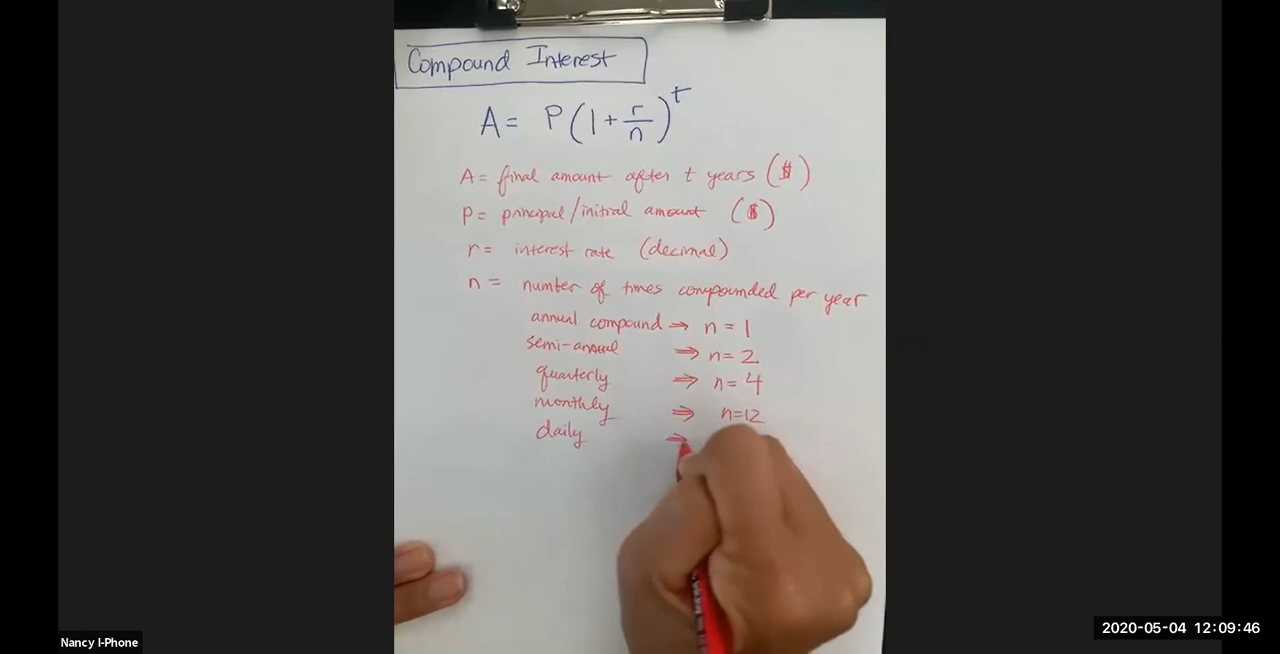 Compound Interest
A = P(1 + r/n)^t
A = final amount after t years ($)
P = principal/initial amount ($)
r = interest rate (decimal)
n = number of times compounded per year
annual compound → n = 1
semi-annual ⇒ n = 2
quarterly ⇒ n = 4
monthly ⇒ n=12
daily ⇒
Nancy I-Phone
2020-05-04 12:09:46